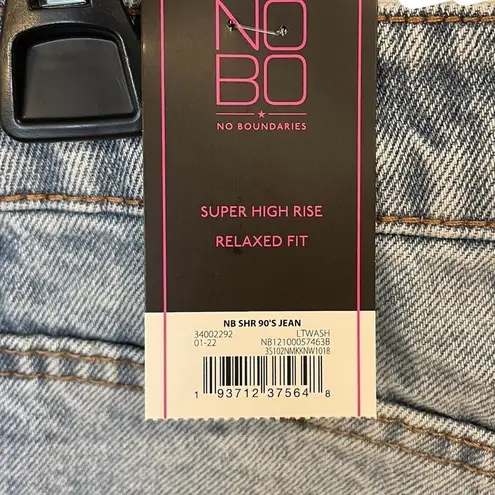 NO
BO
NO BOUNDARIES
SUPER HIGH RISE
RELAXED FIT
NB SHR 90'S JEAN
34002292 LTWASH
01-22 NB12100057463B
3S102NMKKNW1018
1 93712 37564 8